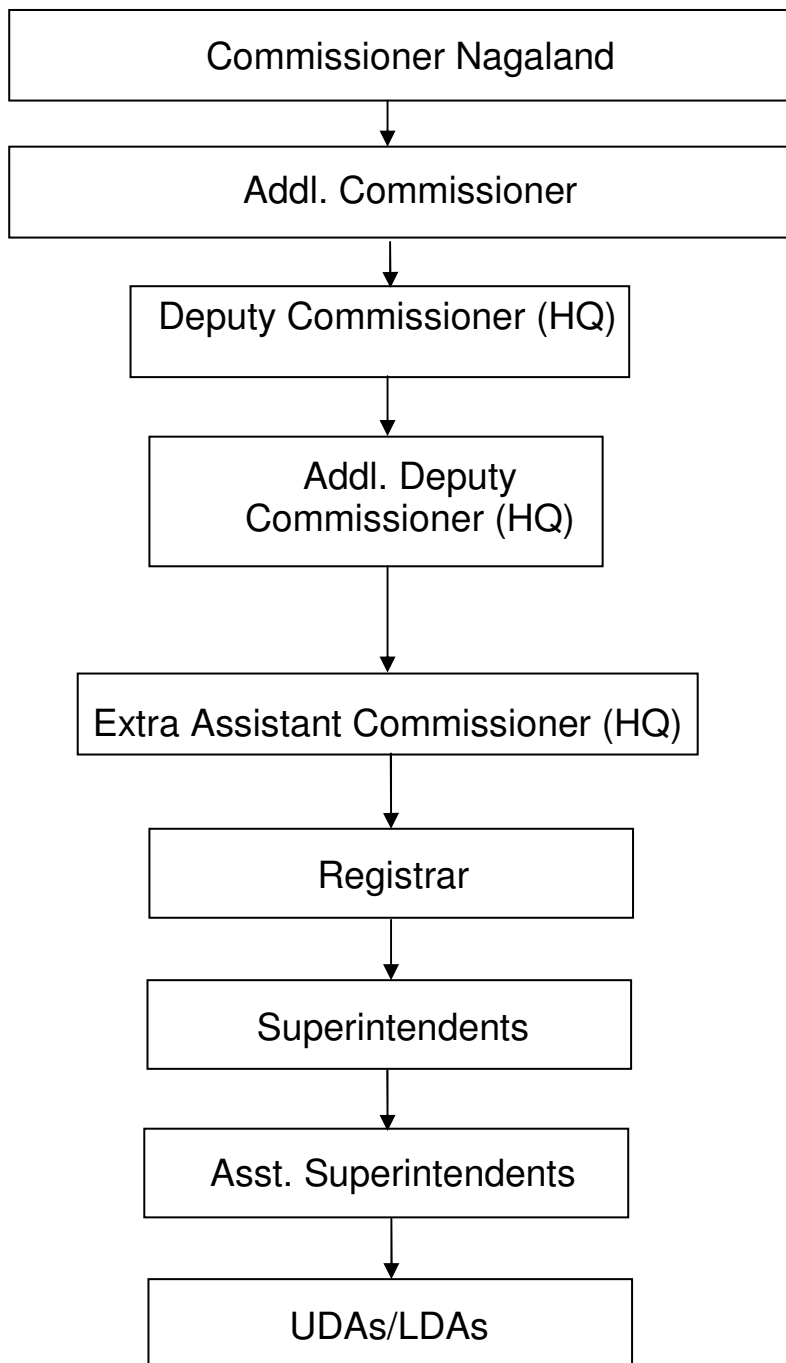 Commissioner Nagaland
Addl. Commissioner
Deputy Commissioner (HQ)
Addl. Deputy
Commissioner (HQ)
Extra Assistant Commissioner (HQ)
Registrar
Superintendents
Asst. Superintendents
UDAs/LDAs